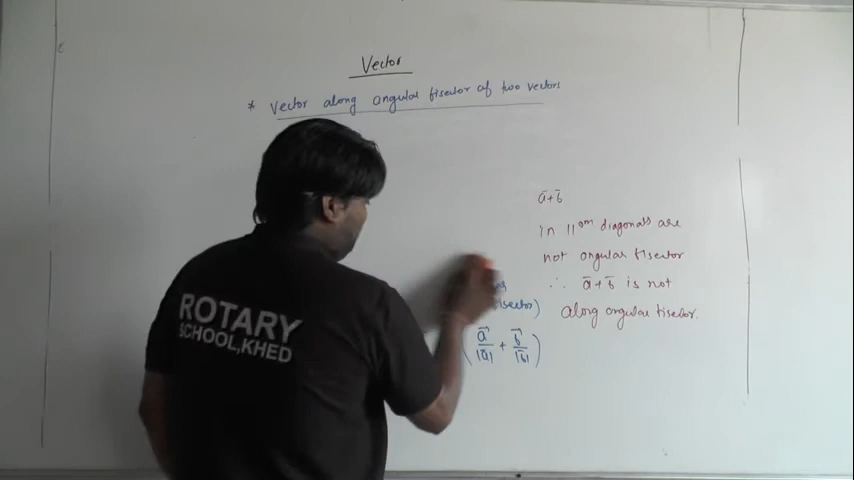 Vector
* Vector along angular bisector of two vectors
ā+b̄
in ||gm diagonals are
not angular bisector
∴ ā+b̄ is not
along angular bisector.
bisector)
( a⃗/|ā| + b⃗/|b̄| )
ROTARY
SCHOOL,KHED